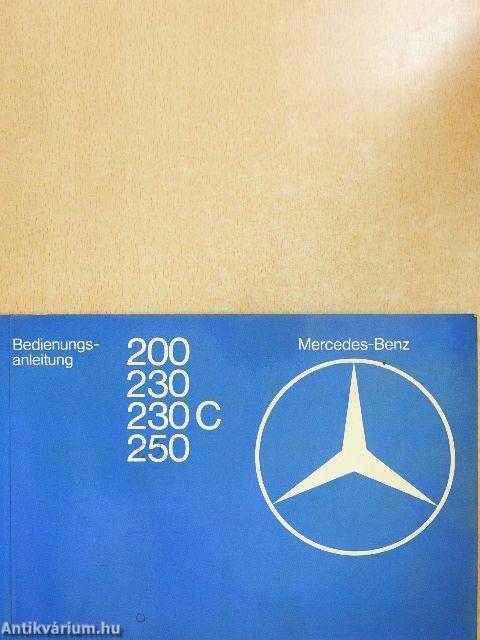 Bedienungs-
anleitung
200
230
230 C
250
Mercedes-Benz
Antikvárium.hu